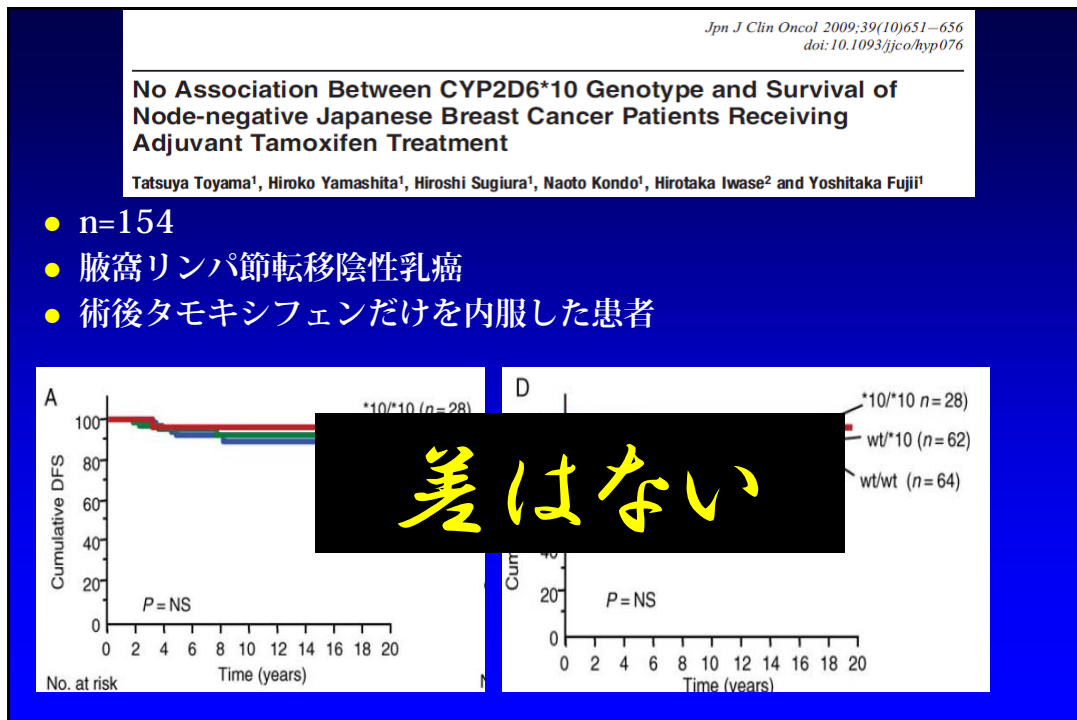 Jpn J Clin Oncol 2009;39(10)651–656
doi:10.1093/jjco/hyp076
No Association Between CYP2D6*10 Genotype and Survival of
Node-negative Japanese Breast Cancer Patients Receiving
Adjuvant Tamoxifen Treatment
Tatsuya Toyama¹, Hiroko Yamashita¹, Hiroshi Sugiura¹, Naoto Kondo¹, Hirotaka Iwase² and Yoshitaka Fujii¹
● n=154
● 腋窩リンパ節転移陰性乳癌
● 術後タモキシフェンだけを内服した患者
A
*10/*10 (n=28)
Cumulative DFS
100
80
60
40
20
0
P=NS
0 2 4 6 8 10 12 14 16 18 20
Time (years)
No. at risk
差はない
D
*10/*10 n=28)
wt/*10 (n=62)
wt/wt (n=64)
Cum
40
20
0
P=NS
0 2 4 6 8 10 12 14 16 18 20
Time (years)